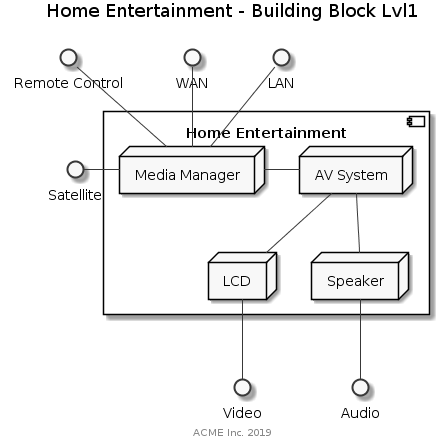 Home Entertainment - Building Block Lvl1
Remote Control
WAN
LAN
Home Entertainment
Media Manager
AV System
Satellite
LCD
Speaker
Video
Audio
ACME Inc. 2019